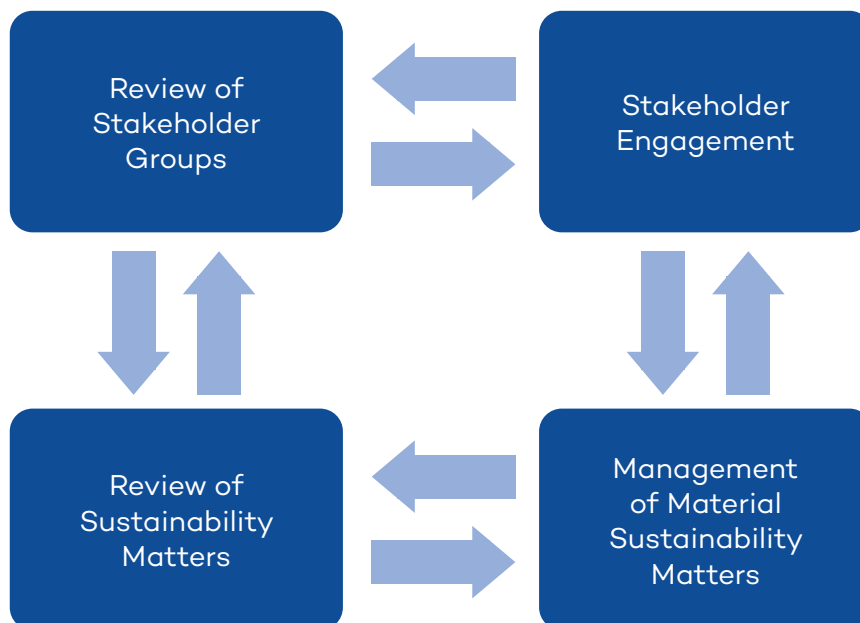 Review of
Stakeholder
Groups
Stakeholder
Engagement
Review of
Sustainability
Matters
Management
of Material
Sustainability
Matters